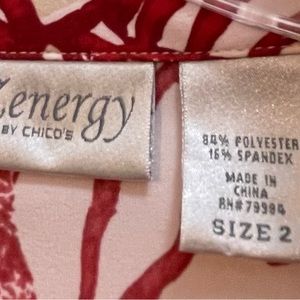 Zenergy
BY CHICO'S
84% POLYESTER
16% SPANDEX
MADE IN
CHINA
RN#79984
SIZE 2